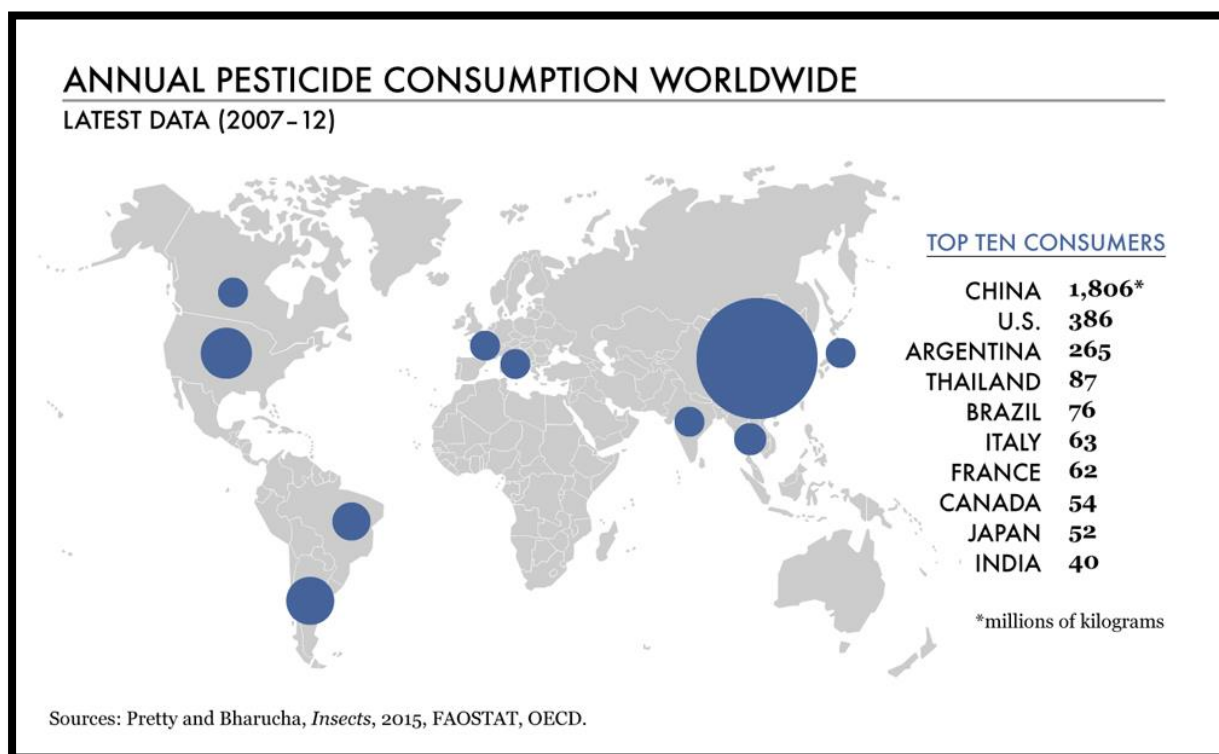 ANNUAL PESTICIDE CONSUMPTION WORLDWIDE
LATEST DATA (2007–12)
TOP TEN CONSUMERS
CHINA 1,806*
U.S. 386
ARGENTINA 265
THAILAND 87
BRAZIL 76
ITALY 63
FRANCE 62
CANADA 54
JAPAN 52
INDIA 40
*millions of kilograms
Sources: Pretty and Bharucha, Insects, 2015, FAOSTAT, OECD.